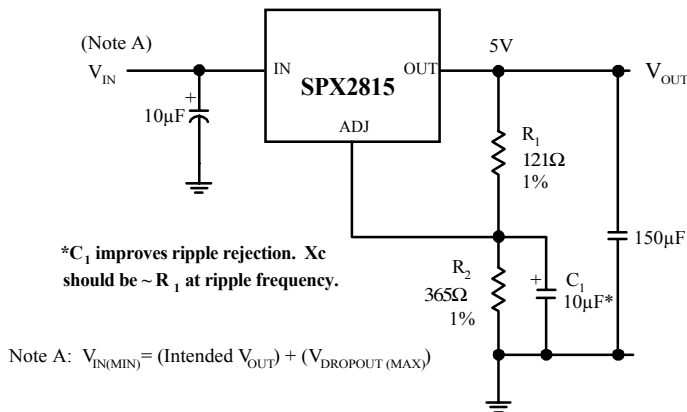 (Note A)
V_IN
IN
SPX2815
OUT
ADJ
5V
V_OUT
+
10µF
R_1
121Ω
1%
150µF
*C_1 improves ripple rejection. Xc
should be ~ R_1 at ripple frequency.
R_2
365Ω
1%
+
C_1
10µF*
Note A: V_IN(MIN)= (Intended V_OUT) + (V_DROPOUT (MAX))